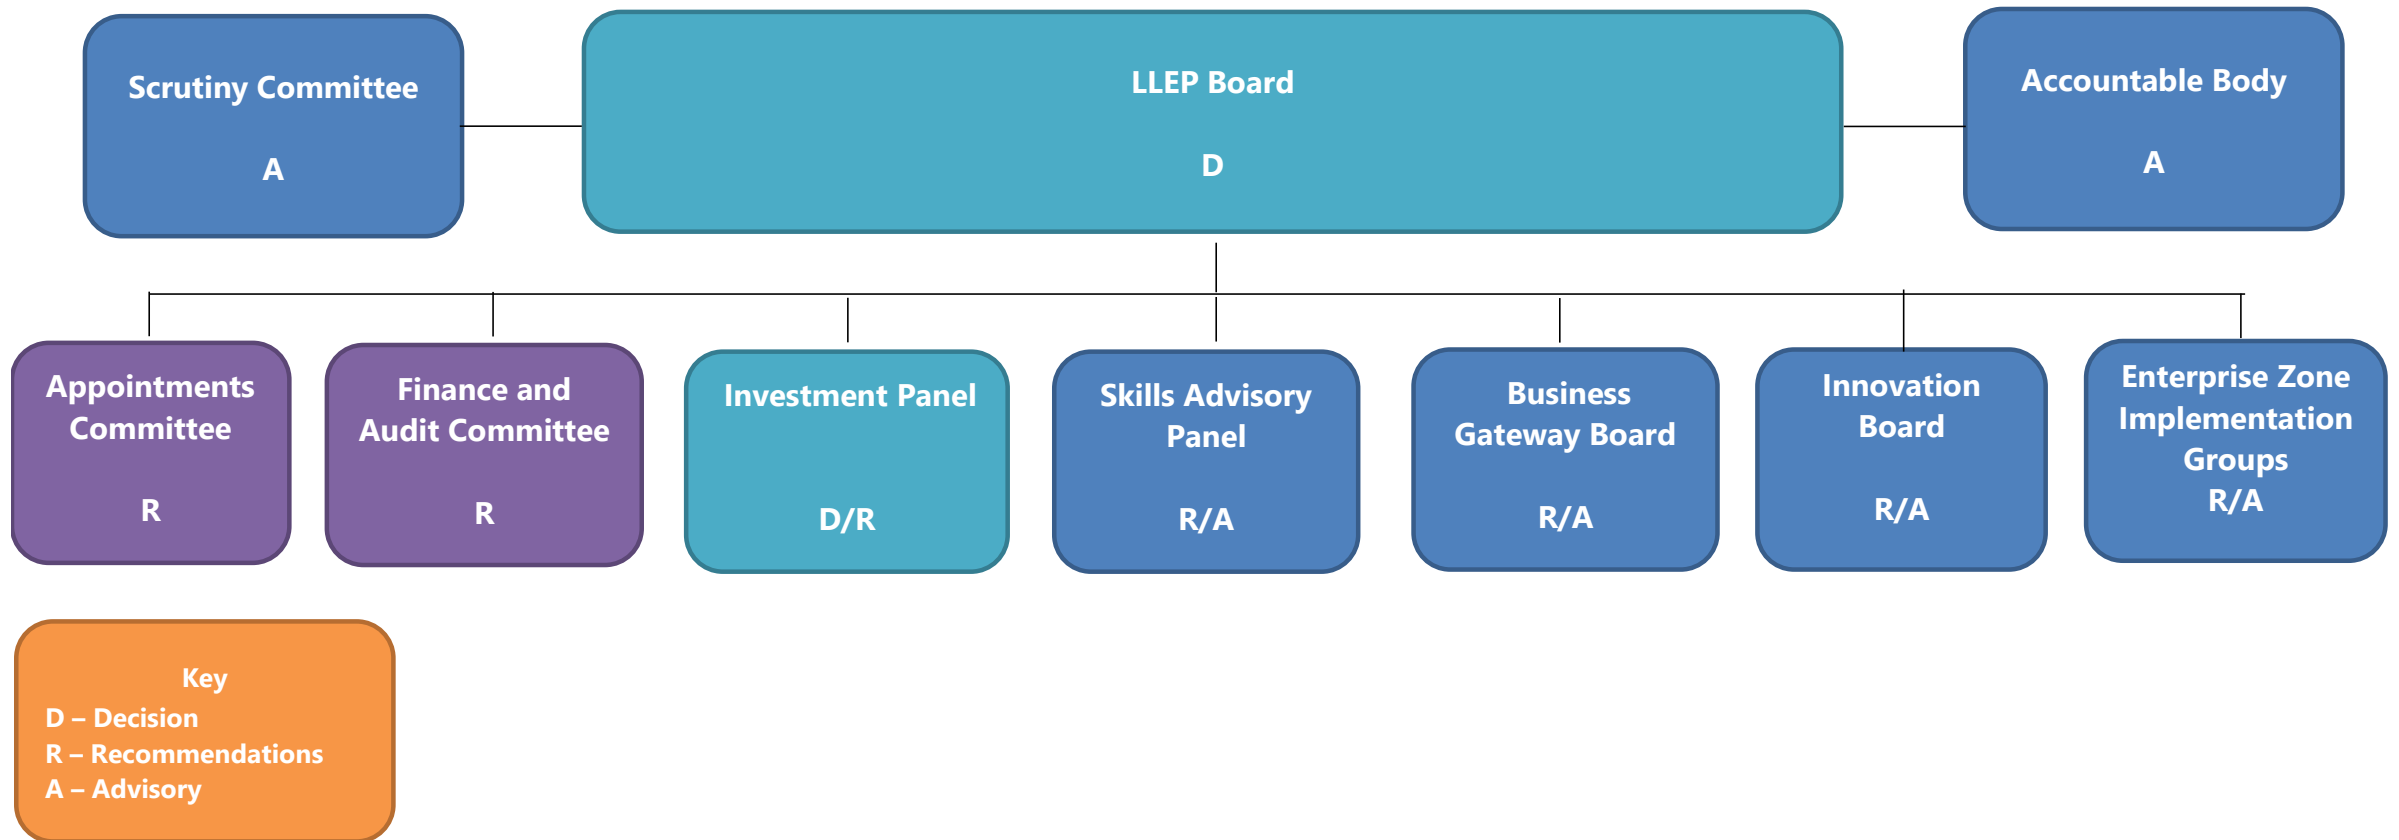 Scrutiny Committee
A
LLEP Board
D
Accountable Body
A
Appointments
Committee
R
Finance and
Audit Committee
R
Investment Panel
D/R
Skills Advisory
Panel
R/A
Business
Gateway Board
R/A
Innovation
Board
R/A
Enterprise Zone
Implementation
Groups
R/A
Key
D – Decision
R – Recommendations
A – Advisory